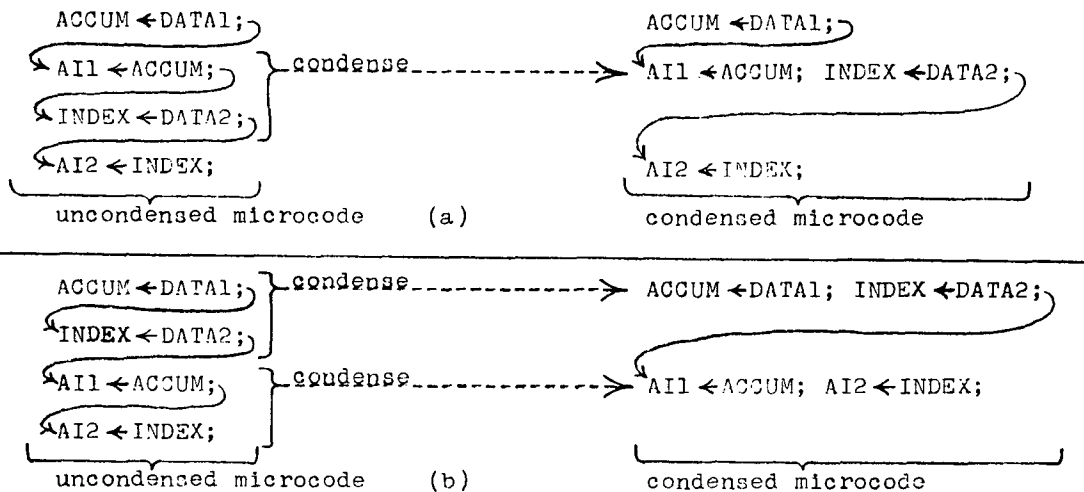 ACCUM ← DATA1; ACCUM ← DATA1;
AI1 ← ACCUM; condense AI1 ← ACCUM; INDEX ← DATA2;
INDEX ← DATA2;
AI2 ← INDEX; AI2 ← INDEX;
uncondensed microcode (a) condensed microcode
ACCUM ← DATA1; condense ACCUM ← DATA1; INDEX ← DATA2;
INDEX ← DATA2;
AI1 ← ACCUM; condense AI1 ← ACCUM; AI2 ← INDEX;
AI2 ← INDEX;
uncondensed microcode (b) condensed microcode